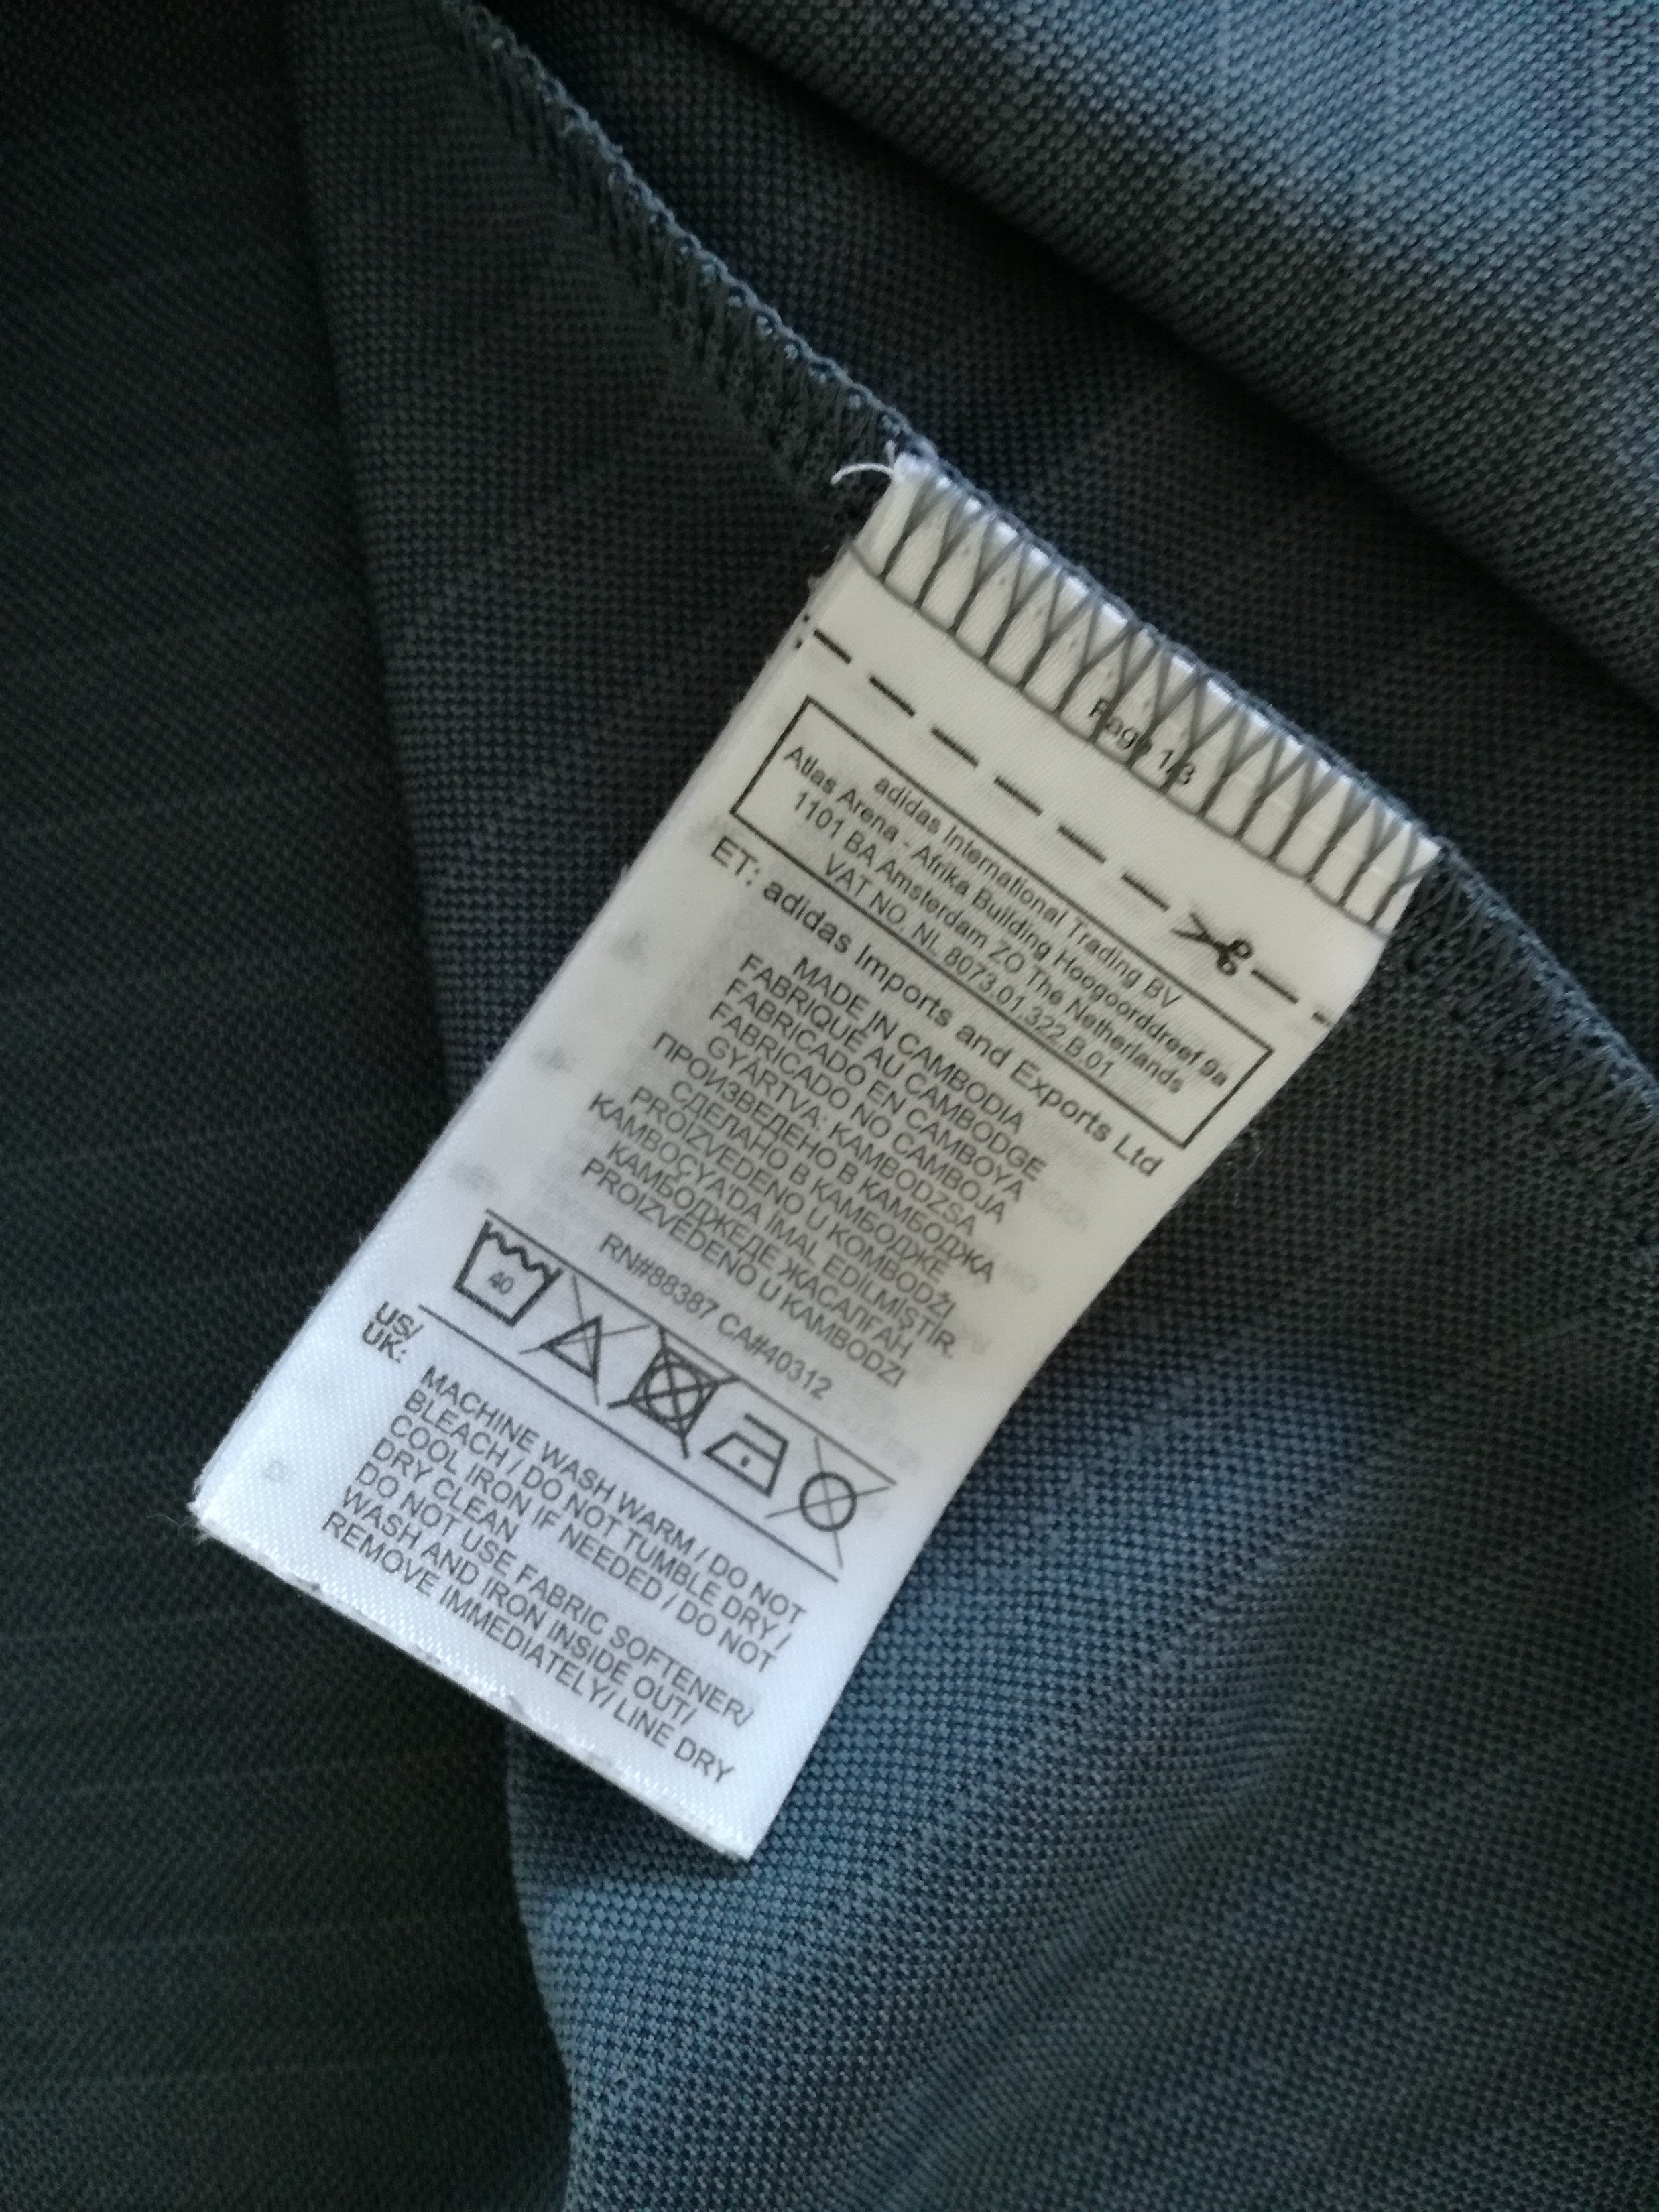 Page 1/3
adidas International Trading BV
Atlas Arena - Afrika Building Hoogoorddreef 9a
1101 BA Amsterdam ZO The Netherlands
VAT NO. NL 8073.01.322.B.01
ET: adidas Imports and Exports Ltd
MADE IN CAMBODIA
FABRIQUÉ AU CAMBODGE
FABRICADO EN CAMBOYA
FABRICADO NO CAMBOJA
GYÁRTVA: KAMBODZSA
ПРОИЗВЕДЕНО В КАМБОДЖА
СДЕЛАНО В КАМБОДЖЕ
PROIZVEDENO U KOMBODŽI
KAMBOÇYA'DA İMAL EDİLMİŞTİR.
КАМБОДЖЕДЕ ЖАСАЛҒАН
PROIZVEDENO U KAMBODZI
RN#88387 CA#40312
40
US/
UK:
MACHINE WASH WARM / DO NOT
BLEACH / DO NOT TUMBLE DRY /
COOL IRON IF NEEDED / DO NOT
DRY CLEAN
DO NOT USE FABRIC SOFTENER/
WASH AND IRON INSIDE OUT/
REMOVE IMMEDIATELY/ LINE DRY